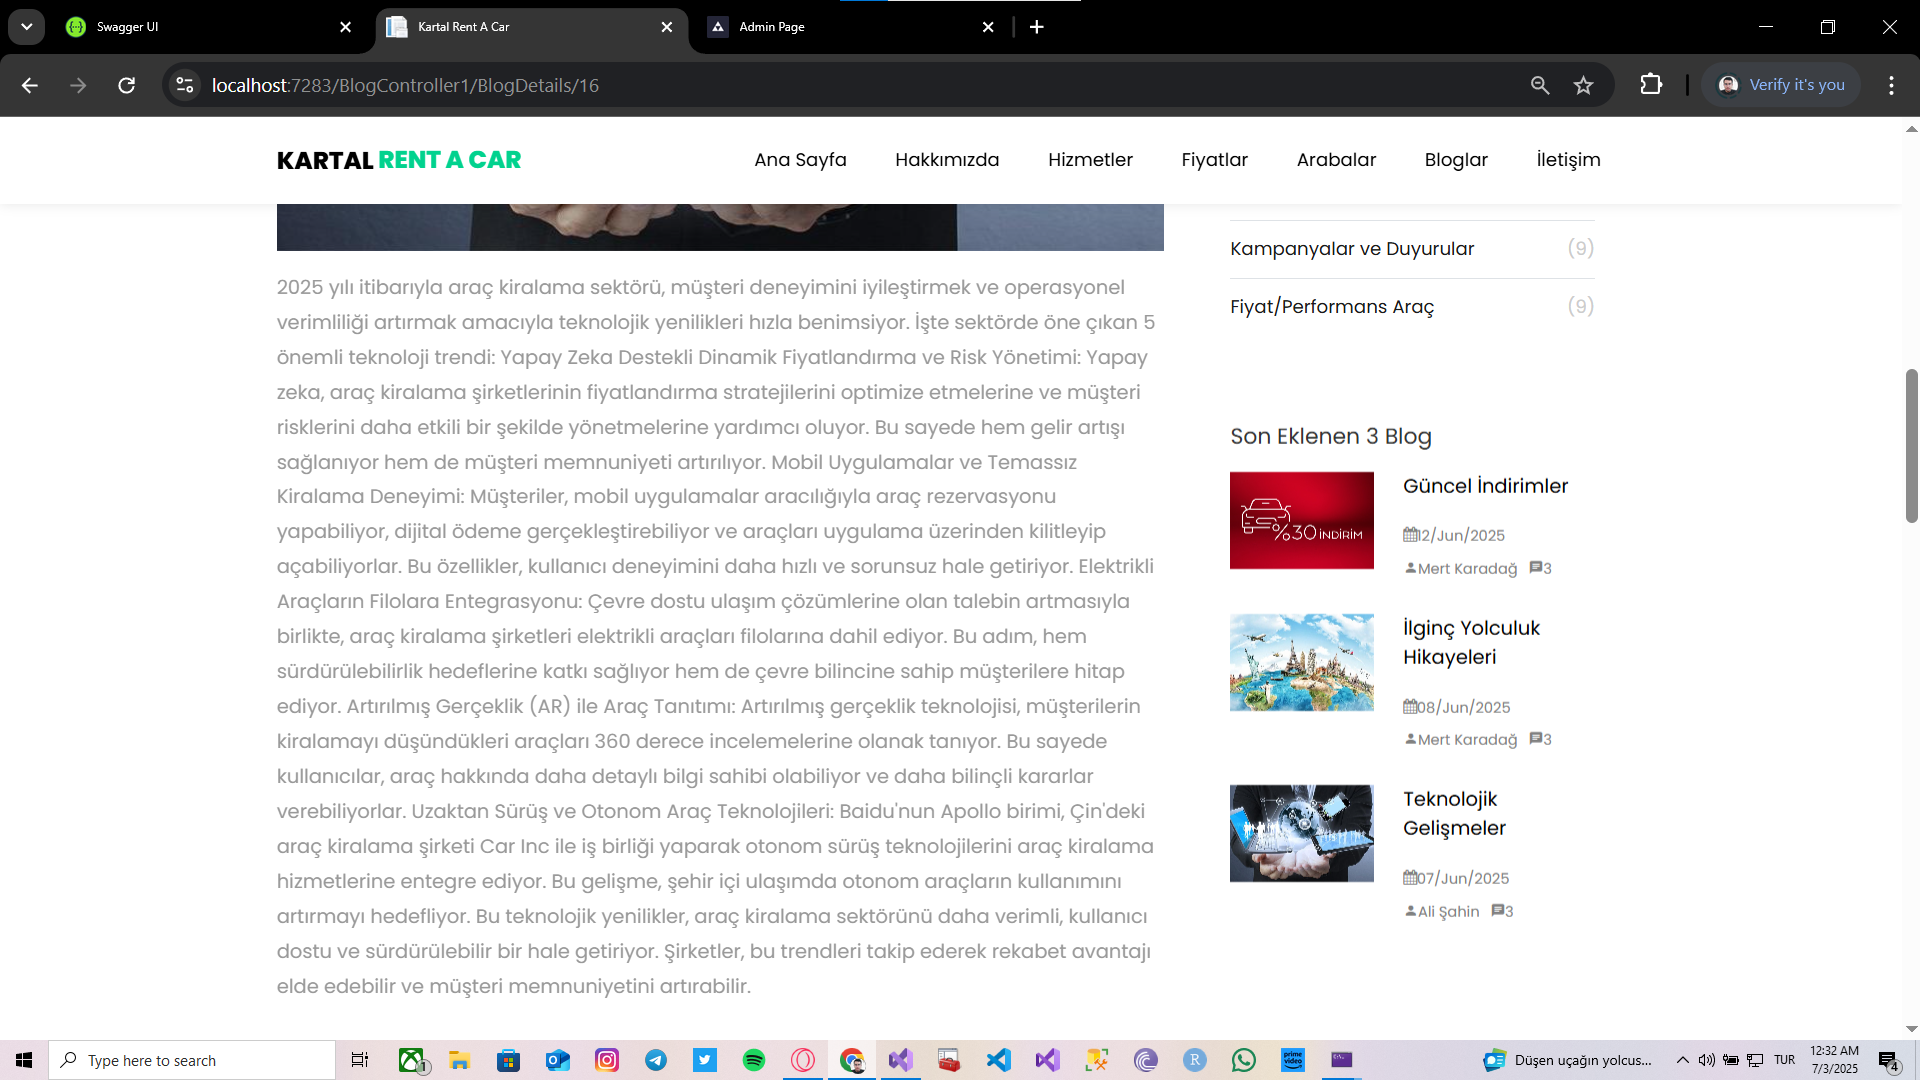 Swagger UI
Kartal Rent A Car
Admin Page
localhost:7283/BlogController1/BlogDetails/16
Verify it's you
KARTAL RENT A CAR
Ana Sayfa
Hakkımızda
Hizmetler
Fiyatlar
Arabalar
Bloglar
İletişim
2025 yılı itibarıyla araç kiralama sektörü, müşteri deneyimini iyileştirmek ve operasyonel
verimliliği artırmak amacıyla teknolojik yenilikleri hızla benimsiyor. İşte sektörde öne çıkan 5
önemli teknoloji trendi: Yapay Zeka Destekli Dinamik Fiyatlandırma ve Risk Yönetimi: Yapay
zeka, araç kiralama şirketlerinin fiyatlandırma stratejilerini optimize etmelerine ve müşteri
risklerini daha etkili bir şekilde yönetmelerine yardımcı oluyor. Bu sayede hem gelir artışı
sağlanıyor hem de müşteri memnuniyeti artırılıyor. Mobil Uygulamalar ve Temassız
Kiralama Deneyimi: Müşteriler, mobil uygulamalar aracılığıyla araç rezervasyonu
yapabiliyor, dijital ödeme gerçekleştirebiliyor ve araçları uygulama üzerinden kilitleyip
açabiliyorlar. Bu özellikler, kullanıcı deneyimini daha hızlı ve sorunsuz hale getiriyor. Elektrikli
Araçların Filolara Entegrasyonu: Çevre dostu ulaşım çözümlerine olan talebin artmasıyla
birlikte, araç kiralama şirketleri elektrikli araçları filolarına dahil ediyor. Bu adım, hem
sürdürülebilirlik hedeflerine katkı sağlıyor hem de çevre bilincine sahip müşterilere hitap
ediyor. Artırılmış Gerçeklik (AR) ile Araç Tanıtımı: Artırılmış gerçeklik teknolojisi, müşterilerin
kiralamayı düşündükleri araçları 360 derece incelemelerine olanak tanıyor. Bu sayede
kullanıcılar, araç hakkında daha detaylı bilgi sahibi olabiliyor ve daha bilinçli kararlar
verebiliyorlar. Uzaktan Sürüş ve Otonom Araç Teknolojileri: Baidu'nun Apollo birimi, Çin'deki
araç kiralama şirketi Car Inc ile iş birliği yaparak otonom sürüş teknolojilerini araç kiralama
hizmetlerine entegre ediyor. Bu gelişme, şehir içi ulaşımda otonom araçların kullanımını
artırmayı hedefliyor. Bu teknolojik yenilikler, araç kiralama sektörünü daha verimli, kullanıcı
dostu ve sürdürülebilir bir hale getiriyor. Şirketler, bu trendleri takip ederek rekabet avantajı
elde edebilir ve müşteri memnuniyetini artırabilir.
Kampanyalar ve Duyurular (9)
Fiyat/Performans Araç (9)
Son Eklenen 3 Blog
%30 İNDİRİM
Güncel İndirimler
12/Jun/2025
Mert Karadağ 3
İlginç Yolculuk
Hikayeleri
08/Jun/2025
Mert Karadağ 3
Teknolojik
Gelişmeler
07/Jun/2025
Ali Şahin 3
Type here to search
1
prime
video
Düşen uçağın yolcus...
TUR
12:32 AM
7/3/2025
4